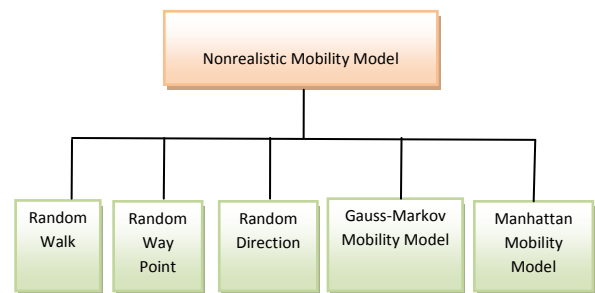 Nonrealistic Mobility Model
Random
Walk
Random
Way
Point
Random
Direction
Gauss-Markov
Mobility Model
Manhattan
Mobility
Model